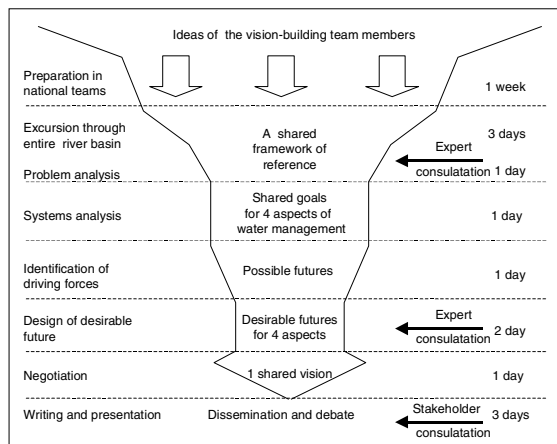 Ideas of the vision-building team members
Preparation in
national teams
1 week
Excursion through
entire river basin
A shared
framework of
reference
3 days
Expert
consulatation
1 day
Problem analysis
Shared goals
for 4 aspects of
water management
Systems analysis
1 day
Identification of
driving forces
Possible futures
1 day
Design of desirable
future
Desirable futures
for 4 aspects
Expert
consulatation
2 day
Negotiation
1 shared vision
1 day
Writing and presentation
Dissemination and debate
Stakeholder
consulatation
3 days